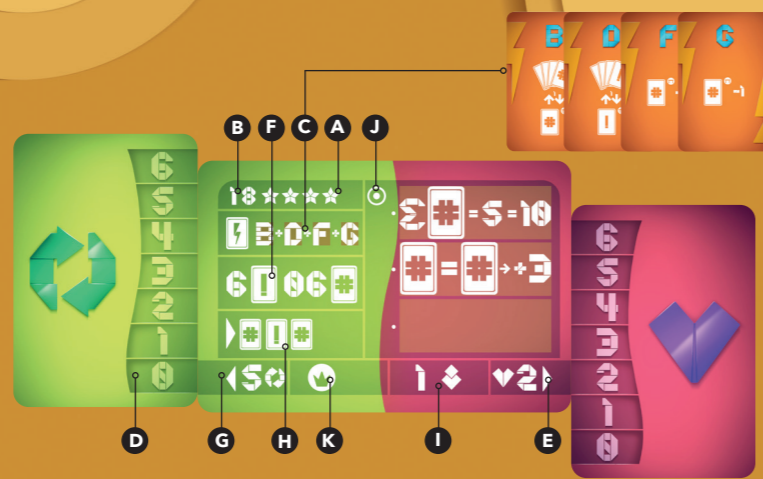 B D F G
#
! # # -1
B F C A J
6
5
4
3
2
1
0
18 ★★★★
B+D+F+G
6 ! 06 #
# ! #
5
Σ # = 5 = 10
# = # → + 3
1
2
6
5
4
3
2
1
0
D G H K I E